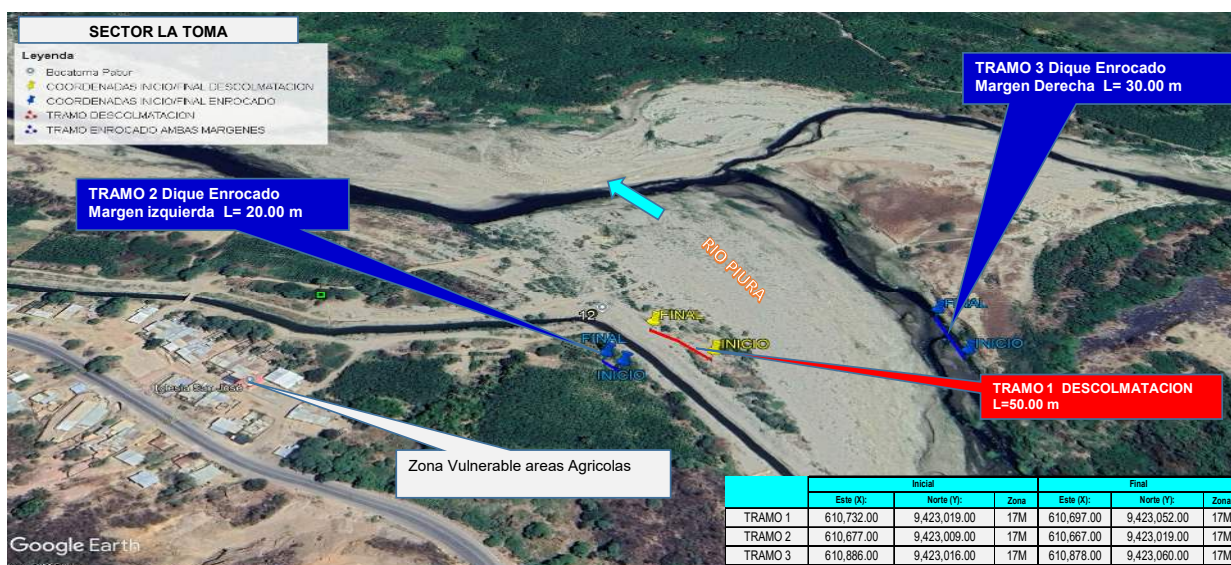 SECTOR LA TOMA
Leyenda
Bocatoma Pabur
COORDENADAS INICIO/FINAL DESCOLMATACION
COORDENADAS INICIO/FINAL ENROCADO
TRAMO DESCOLMATACION
TRAMO ENROCADO AMBAS MARGENES
TRAMO 3 Dique Enrocado
Margen Derecha L= 30.00 m
TRAMO 2 Dique Enrocado
Margen izquierda L= 20.00 m
RIO PIURA
12
FINAL
INICIO
FINAL
INICIO
FINAL
INICIO
Iglesia San José
TRAMO 1 DESCOLMATACION
L=50.00 m
Zona Vulnerable areas Agricolas
Inicial Final
Este (X): Norte (Y): Zona Este (X): Norte (Y): Zona
TRAMO 1 610,732.00 9,423,019.00 17M 610,697.00 9,423,052.00 17M
TRAMO 2 610,677.00 9,423,009.00 17M 610,667.00 9,423,019.00 17M
TRAMO 3 610,886.00 9,423,016.00 17M 610,878.00 9,423,060.00 17M
Google Earth